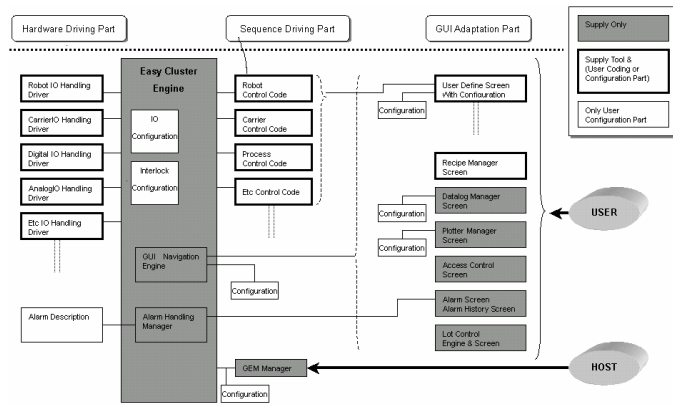 Hardware Driving Part
Sequence Driving Part
GUI Adaptation Part
Supply Only
Supply Tool &
(User Coding or
Configuration Part)
Only User
Configuration Part
Easy Cluster
Engine
Robot IO Handling
Driver
CarrierIO Handling
Driver
Digital IO Handling
Driver
AnalogIO Handling
Driver
Etc IO Handling
Driver
Alarm Description
IO
Configuration
Interlock
Configuration
GUI Navigation
Engine
Alarm Handling
Manager
Robot
Control Code
Carrier
Control Code
Process
Control Code
Etc Control Code
Configuration
GEM Manager
Configuration
User Define Screen
With Configuration
Configuration
Recipe Manager
Screen
Datalog Manager
Screen
Configuration
Plotter Manager
Screen
Configuration
Access Control
Screen
Alarm Screen
Alarm History Screen
Lot Control
Engine & Screen
USER
HOST